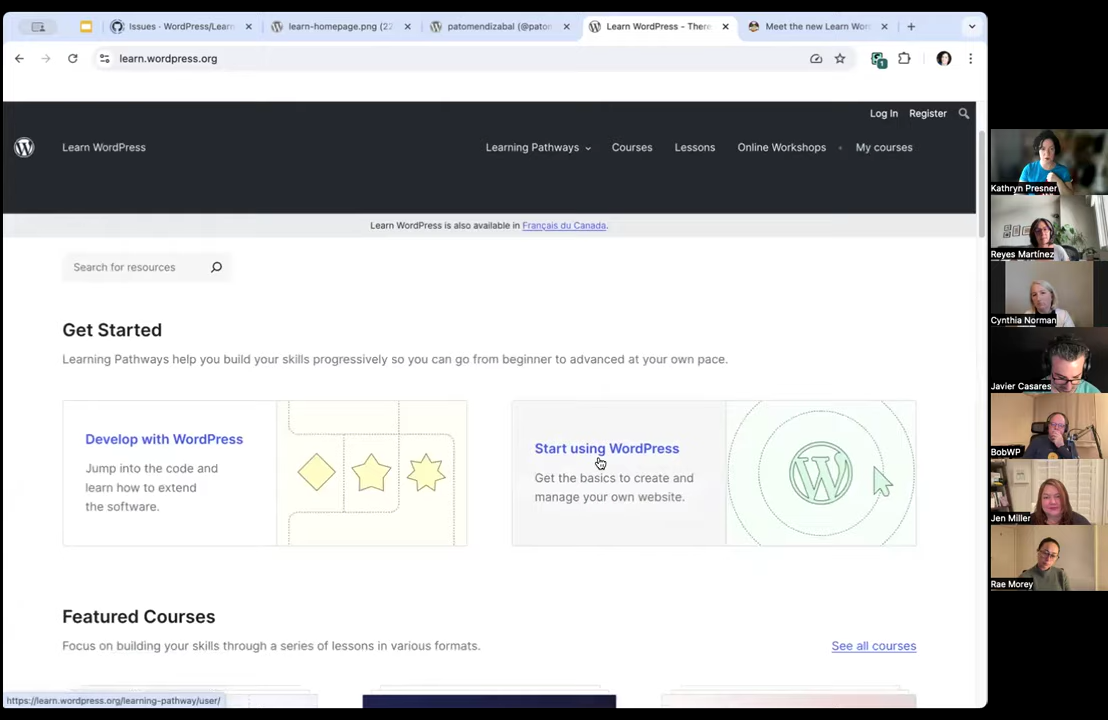 Issues · WordPress/Learn
learn-homepage.png (22
patomendizabal (@paton
Learn WordPress – There
Meet the new Learn Wor
learn.wordpress.org
1
Log In
Register
Learn WordPress
Learning Pathways
Courses
Lessons
Online Workshops
My courses
Learn WordPress is also available in Français du Canada.
Search for resources
Get Started
Learning Pathways help you build your skills progressively so you can go from beginner to advanced at your own pace.
Develop with WordPress
Jump into the code and
learn how to extend
the software.
Start using WordPress
Get the basics to create and
manage your own website.
Featured Courses
Focus on building your skills through a series of lessons in various formats.
See all courses
https://learn.wordpress.org/learning-pathway/user/
Kathryn Presner
Reyes Martínez
Cynthia Norman
Javier Casares
BobWP
Jen Miller
Rae Morey